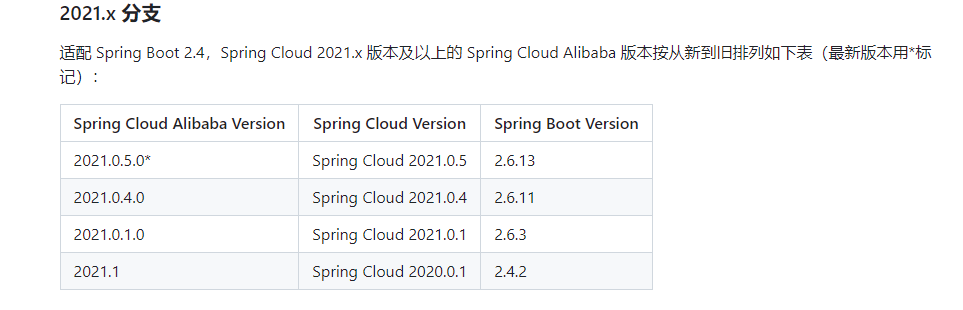 2021.x 分支
适配 Spring Boot 2.4，Spring Cloud 2021.x 版本及以上的 Spring Cloud Alibaba 版本按从新到旧排列如下表（最新版本用*标
记）：
Spring Cloud Alibaba Version Spring Cloud Version Spring Boot Version
2021.0.5.0* Spring Cloud 2021.0.5 2.6.13
2021.0.4.0 Spring Cloud 2021.0.4 2.6.11
2021.0.1.0 Spring Cloud 2021.0.1 2.6.3
2021.1 Spring Cloud 2020.0.1 2.4.2